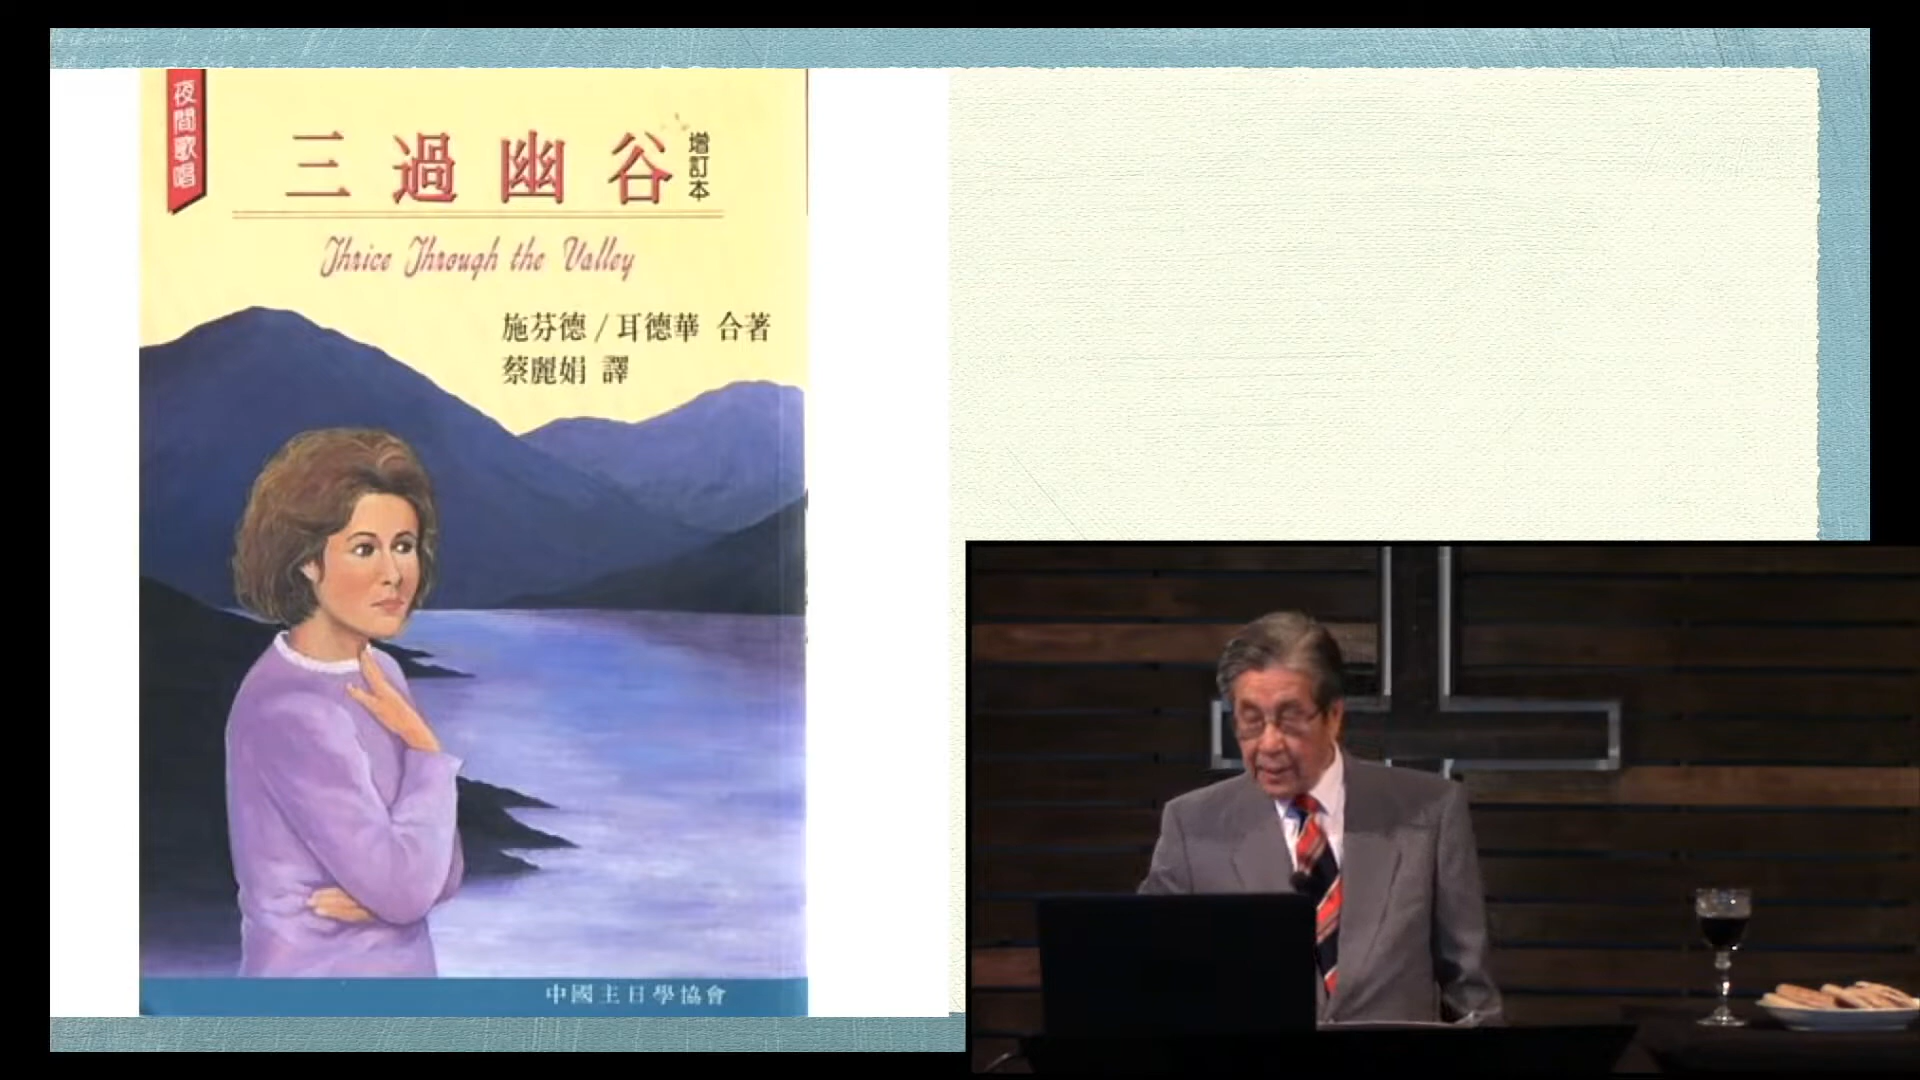 夜間歌唱
三過幽谷
增訂本
Thrice Through the Valley
施芬德/耳德華 合著
蔡麗娟 譯
中國主日學協會